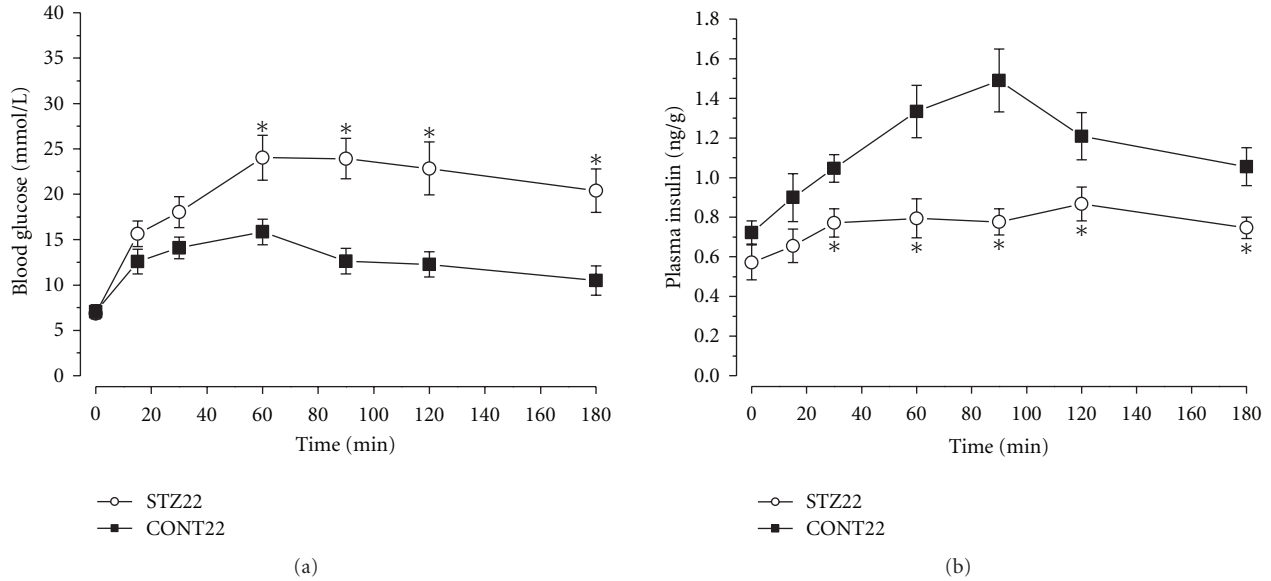 40
35
30
25
20
15
10
5
0
Blood glucose (mmol/L)
* * * *
0 20 40 60 80 100 120 140 160 180
Time (min)
STZ22
CONT22
(a)
1.8
1.6
1.4
1.2
1.0
0.8
0.6
0.4
0.2
0.0
Plasma insulin (ng/g)
* * * * *
0 20 40 60 80 100 120 140 160 180
Time (min)
STZ22
CONT22
(b)